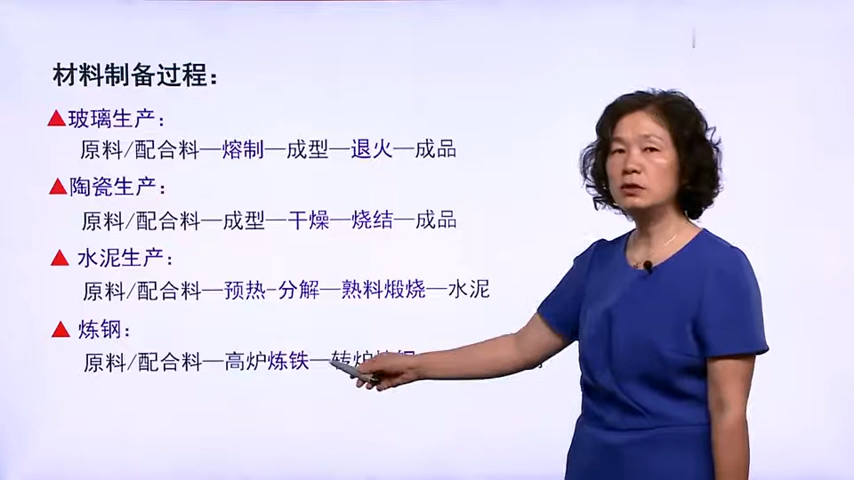 材料制备过程：
▲玻璃生产：
原料/配合料—熔制—成型—退火—成品
▲陶瓷生产：
原料/配合料—成型—干燥—烧结—成品
▲水泥生产：
原料/配合料—预热-分解—熟料煅烧—水泥
▲炼钢：
原料/配合料—高炉炼铁—转炉